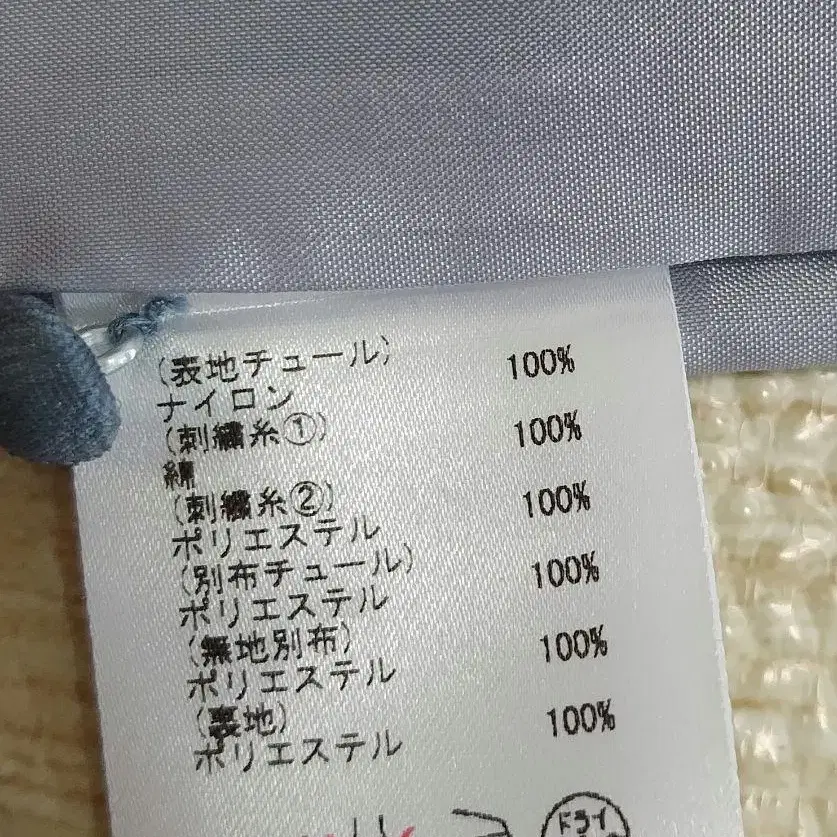 (表地チュール)
ナイロン 100%
(刺繍糸①)
綿 100%
(刺繍糸②)
ポリエステル 100%
(別布チュール)
ポリエステル 100%
(無地別布)
ポリエステル 100%
(裏地)
ポリエステル 100%
ドライ